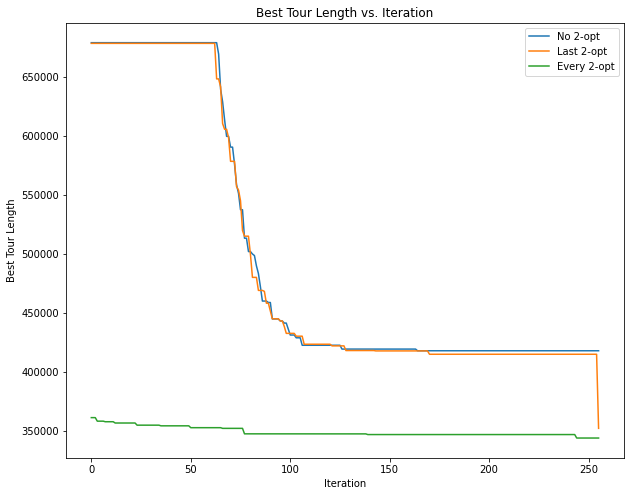 Best Tour Length vs. Iteration
No 2-opt
Last 2-opt
Every 2-opt
650000
600000
550000
500000
450000
400000
350000
Best Tour Length
0
50
100
150
200
250
Iteration